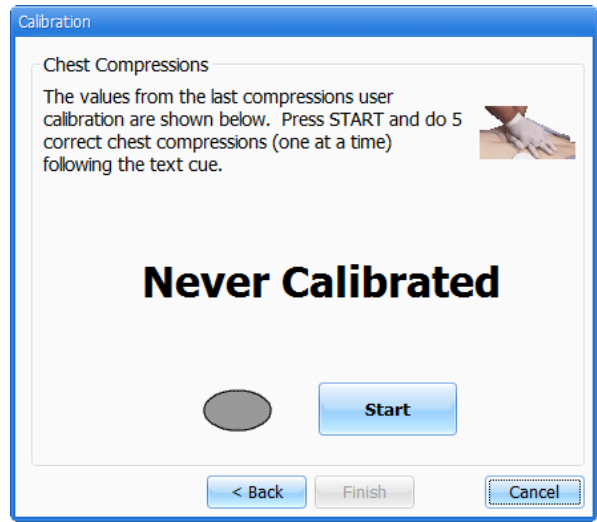 Calibration
Chest Compressions
The values from the last compressions user
calibration are shown below.  Press START and do 5
correct chest compressions (one at a time)
following the text cue.
Never Calibrated
Start
< Back
Finish
Cancel